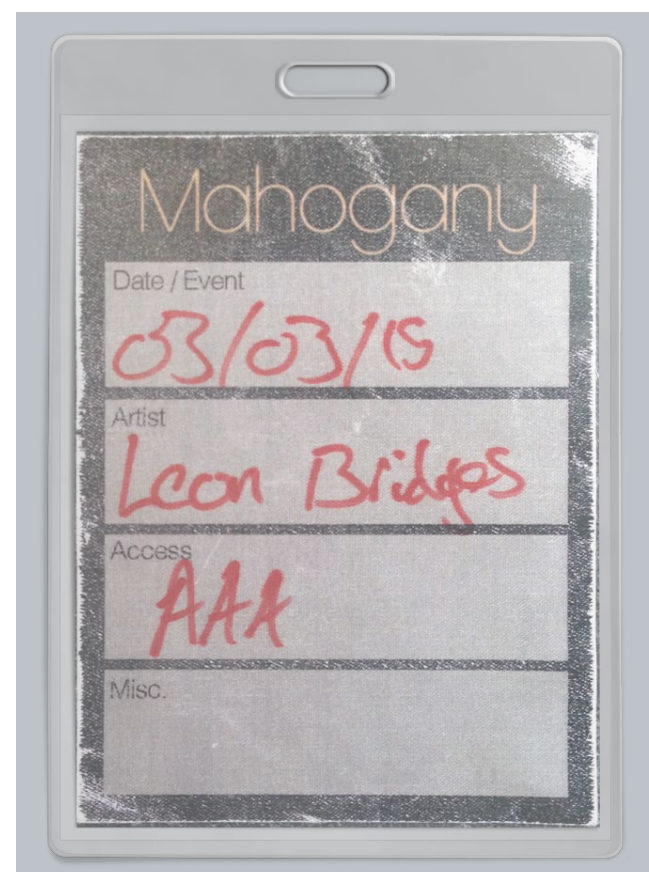 Mahogany
Date / Event
03/03/15
Artist
Leon Bridges
Access
AAA
Misc.